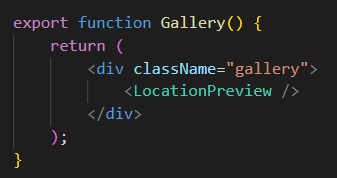 export function Gallery() {
    return (
        <div className="gallery">
            <LocationPreview />
        </div>
    );
}